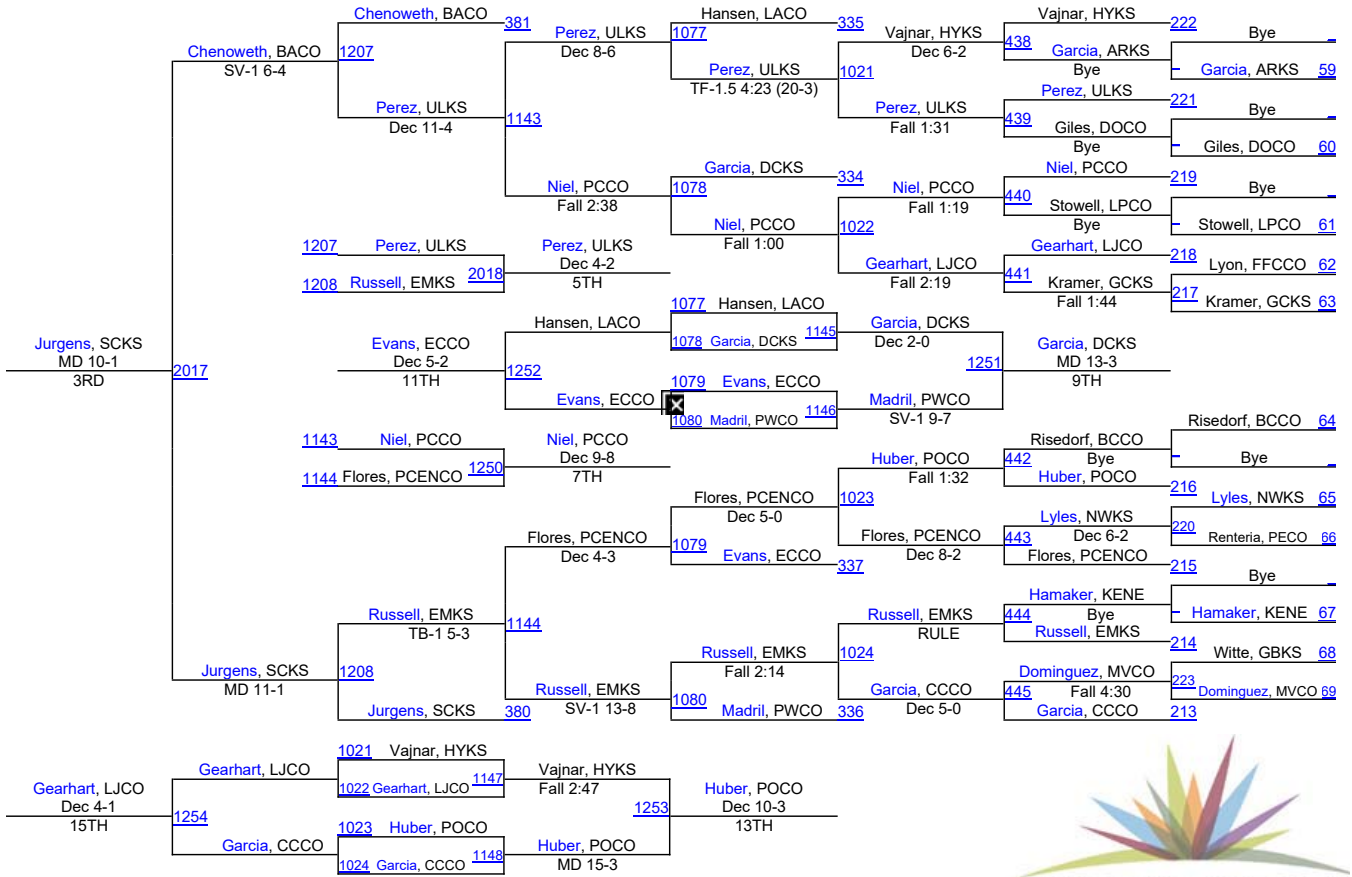 Chenoweth, BACO 381
Hansen, LACO 335
Vajnar, HYKS 222
Perez, ULKS 1077
Dec 8-6
Vajnar, HYKS 438
Dec 6-2
Bye
Chenoweth, BACO 1207
SV-1 6-4
Garcia, ARKS
Bye
Garcia, ARKS 59
Perez, ULKS 1021
TF-1.5 4:23 (20-3)
Perez, ULKS 221
Perez, ULKS 1143
Dec 11-4
Perez, ULKS 439
Fall 1:31
Bye
Giles, DOCO
Bye
Giles, DOCO 60
Garcia, DCKS 334
Niel, PCCO 219
Niel, PCCO 1078
Fall 2:38
Niel, PCCO 440
Fall 1:19
Bye
Stowell, LPCO
Bye
Stowell, LPCO 61
Niel, PCCO 1022
Fall 1:00
1207 Perez, ULKS
Perez, ULKS
Dec 4-2
5TH
Gearhart, LJCO 218
2018
Gearhart, LJCO 441
Fall 2:19
Lyon, FFCCO 62
1208 Russell, EMKS
Kramer, GCKS 217
Fall 1:44
Kramer, GCKS 63
1077 Hansen, LACO
Hansen, LACO
1145
Garcia, DCKS
Dec 2-0
1078 Garcia, DCKS
Jurgens, SCKS
MD 10-1
3RD
2017
Evans, ECCO
Dec 5-2
11TH
1252
1251
Garcia, DCKS
MD 13-3
9TH
1079 Evans, ECCO
Evans, ECCO
1146
Madril, PWCO
SV-1 9-7
1080 Madril, PWCO
Risedorf, BCCO 64
1143 Niel, PCCO
Niel, PCCO
Dec 9-8
7TH
Risedorf, BCCO
Bye
442
Bye
Huber, POCO
Fall 1:32
1250
1144 Flores, PCENCO
Huber, POCO 216
Flores, PCENCO 1023
Dec 5-0
Lyles, NWKS 65
Lyles, NWKS 220
Dec 6-2
Flores, PCENCO 443
Dec 8-2
Renteria, PECO 66
Flores, PCENCO 1079
Dec 4-3
Evans, ECCO 337
Flores, PCENCO 215
Bye
Hamaker, KENE
Bye
Hamaker, KENE 67
Russell, EMKS 1144
TB-1 5-3
Russell, EMKS 444
RULE
Russell, EMKS 214
Russell, EMKS 1024
Fall 2:14
Witte, GBKS 68
Jurgens, SCKS 1208
MD 11-1
Dominguez, MVCO 223
Fall 4:30
Russell, EMKS 1080
SV-1 13-8
Garcia, CCCO 445
Dec 5-0
Dominguez, MVCO 69
Jurgens, SCKS 380
Madril, PWCO 336
Garcia, CCCO 213
1021 Vajnar, HYKS
Gearhart, LJCO
1147
Vajnar, HYKS
Fall 2:47
1022 Gearhart, LJCO
Gearhart, LJCO
Dec 4-1
15TH
1254
1253
Huber, POCO
Dec 10-3
13TH
1023 Huber, POCO
Garcia, CCCO
1148
Huber, POCO
MD 15-3
1024 Garcia, CCCO